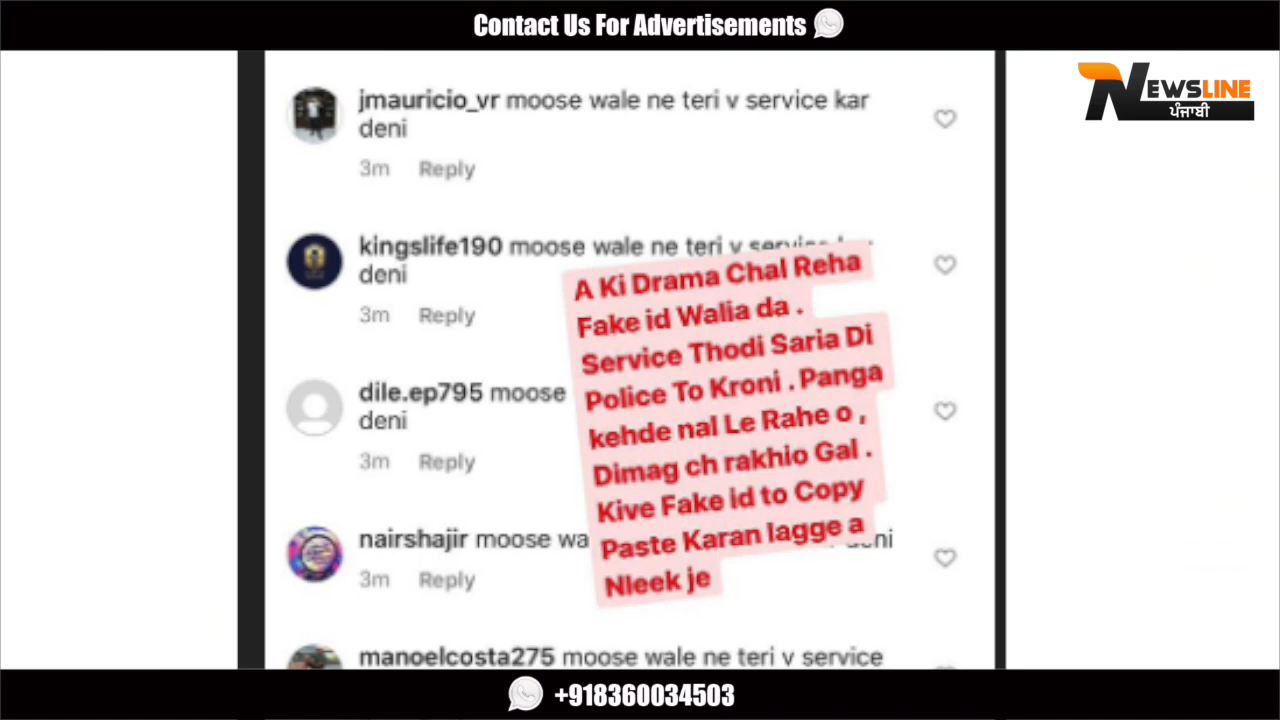 Contact Us For Advertisements
NEWSLINE
ਪੰਜਾਬੀ
jmauricio_vr moose wale ne teri v service kar
deni
3m Reply
kingslife190 moose wale ne teri v service
deni
3m Reply
dile.ep795 moose
deni
3m Reply
nairshajir moose wa deni
3m Reply
manoelcosta275 moose wale ne teri v service
A Ki Drama Chal Reha
Fake id Walia da .
Service Thodi Saria Di
Police To Kroni . Panga
kehde nal Le Rahe o ,
Dimag ch rakhio Gal .
Kive Fake id to Copy
Paste Karan lagge a
Nleek je
+918360034503